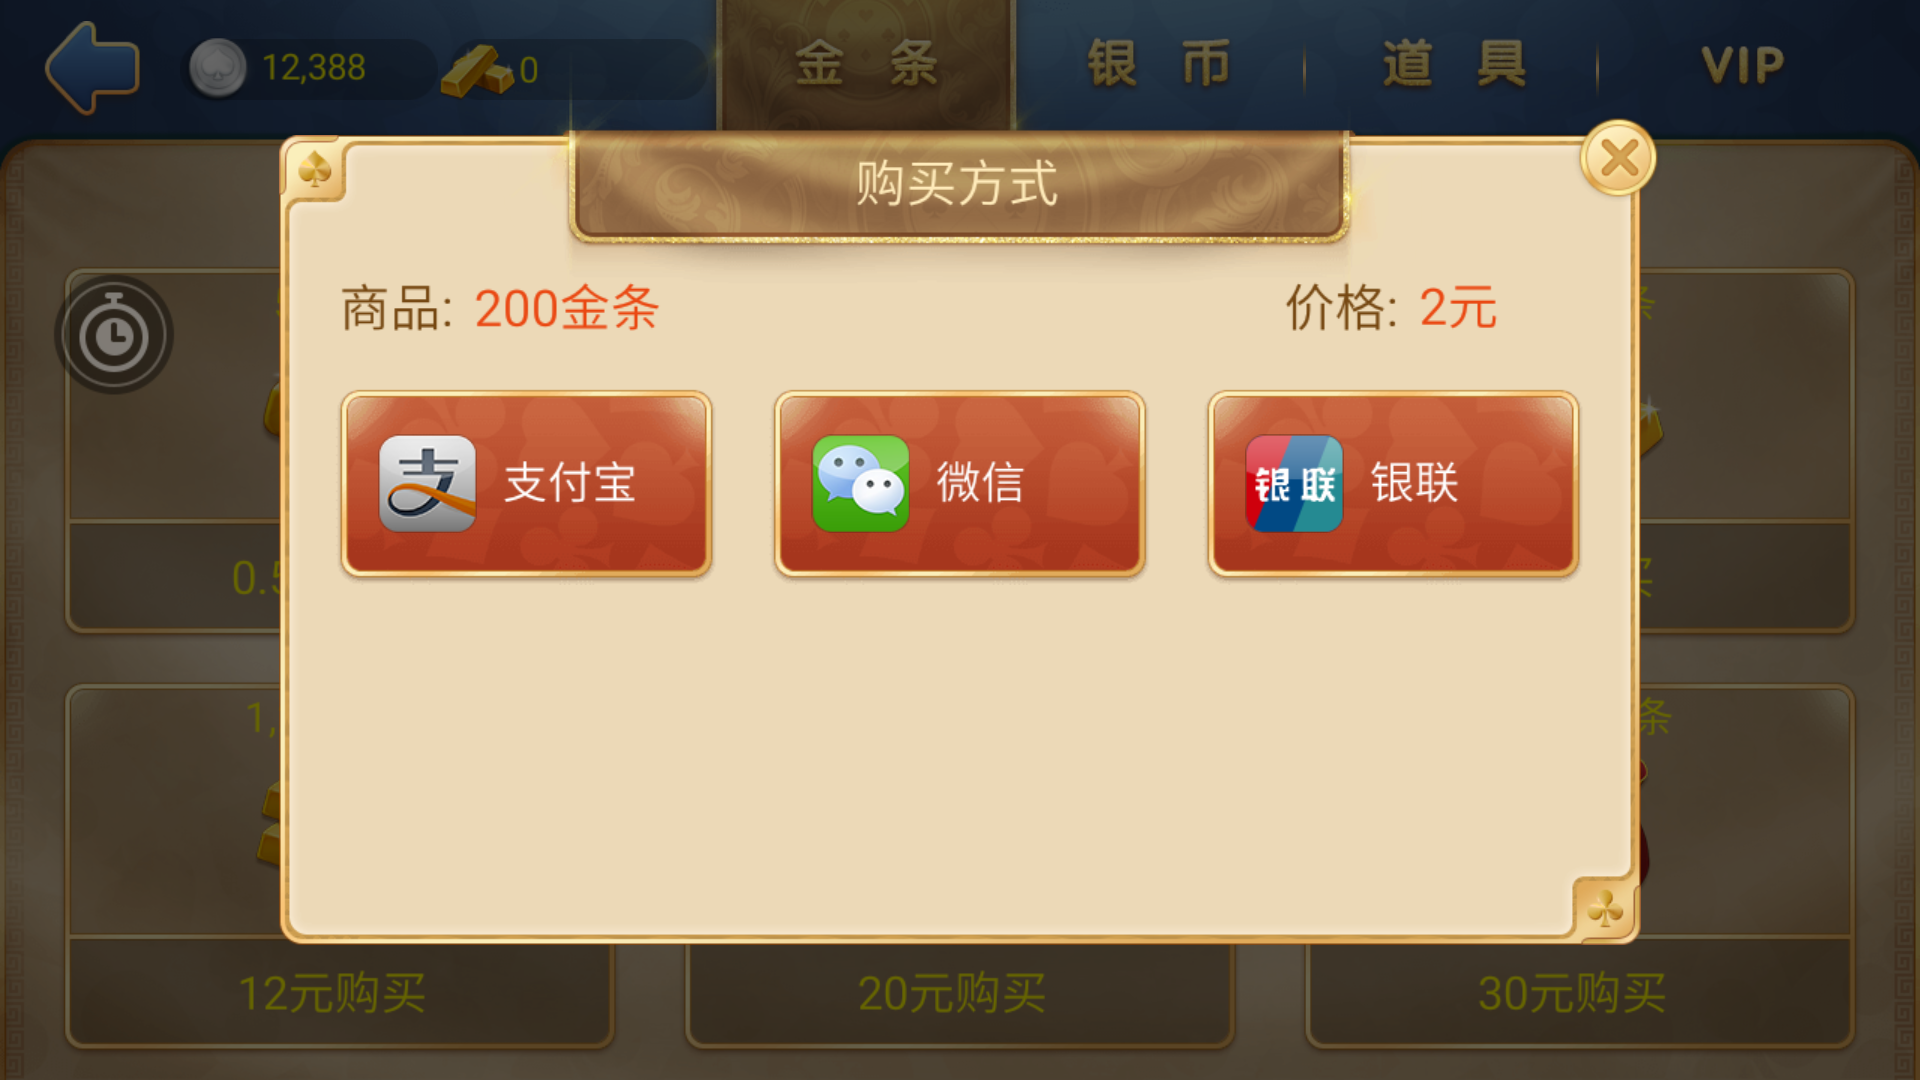 12,388
0
金条
银币
道具
VIP
购买方式
商品: 200金条
价格: 2元
支付宝
微信
银联 银联
0.5
买
1,
条
12元购买
20元购买
30元购买